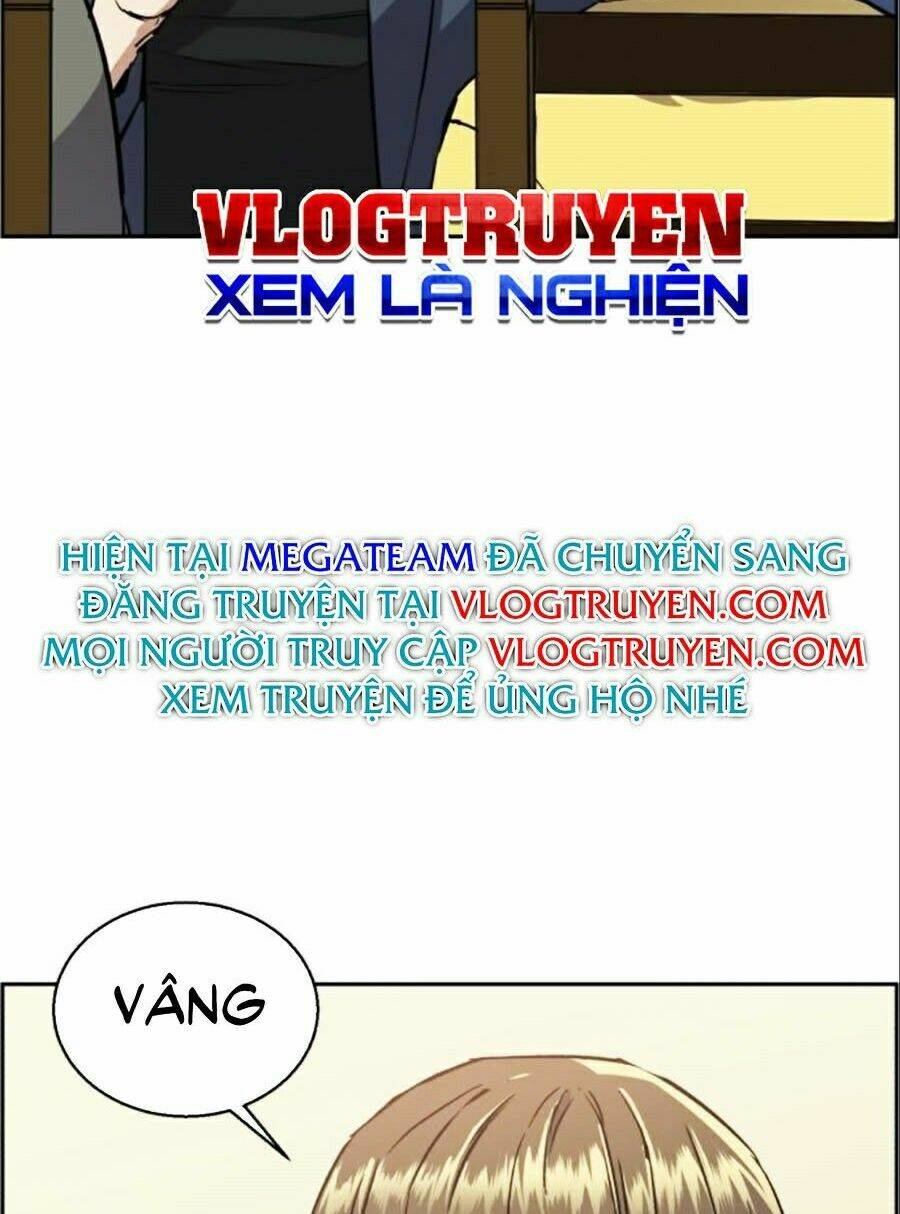 VLOGTRUYEN
XEM LÀ NGHIỆN
HIỆN TẠI MEGATEAM ĐÃ CHUYỂN SANG
ĐĂNG TRUYỆN TẠI VLOGTRUYEN.COM
MỌI NGƯỜI TRUY CẬP VLOGTRUYEN.COM
XEM TRUYỆN ĐỂ ỦNG HỘ NHÉ
VÂNG